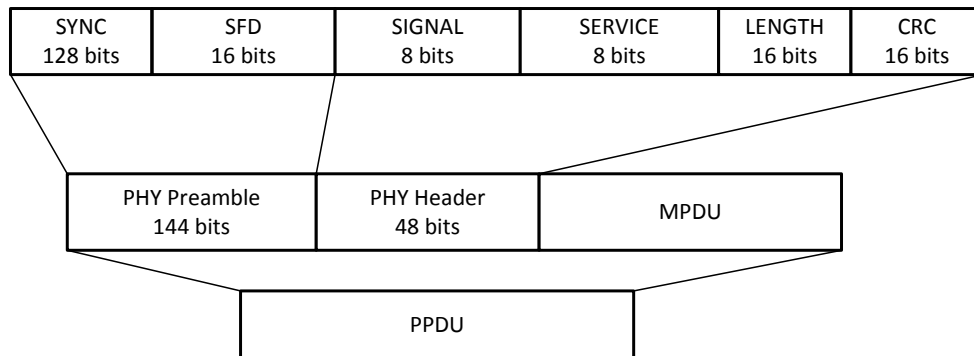 SYNC
128 bits
SFD
16 bits
SIGNAL
8 bits
SERVICE
8 bits
LENGTH
16 bits
CRC
16 bits
PHY Preamble
144 bits
PHY Header
48 bits
MPDU
PPDU